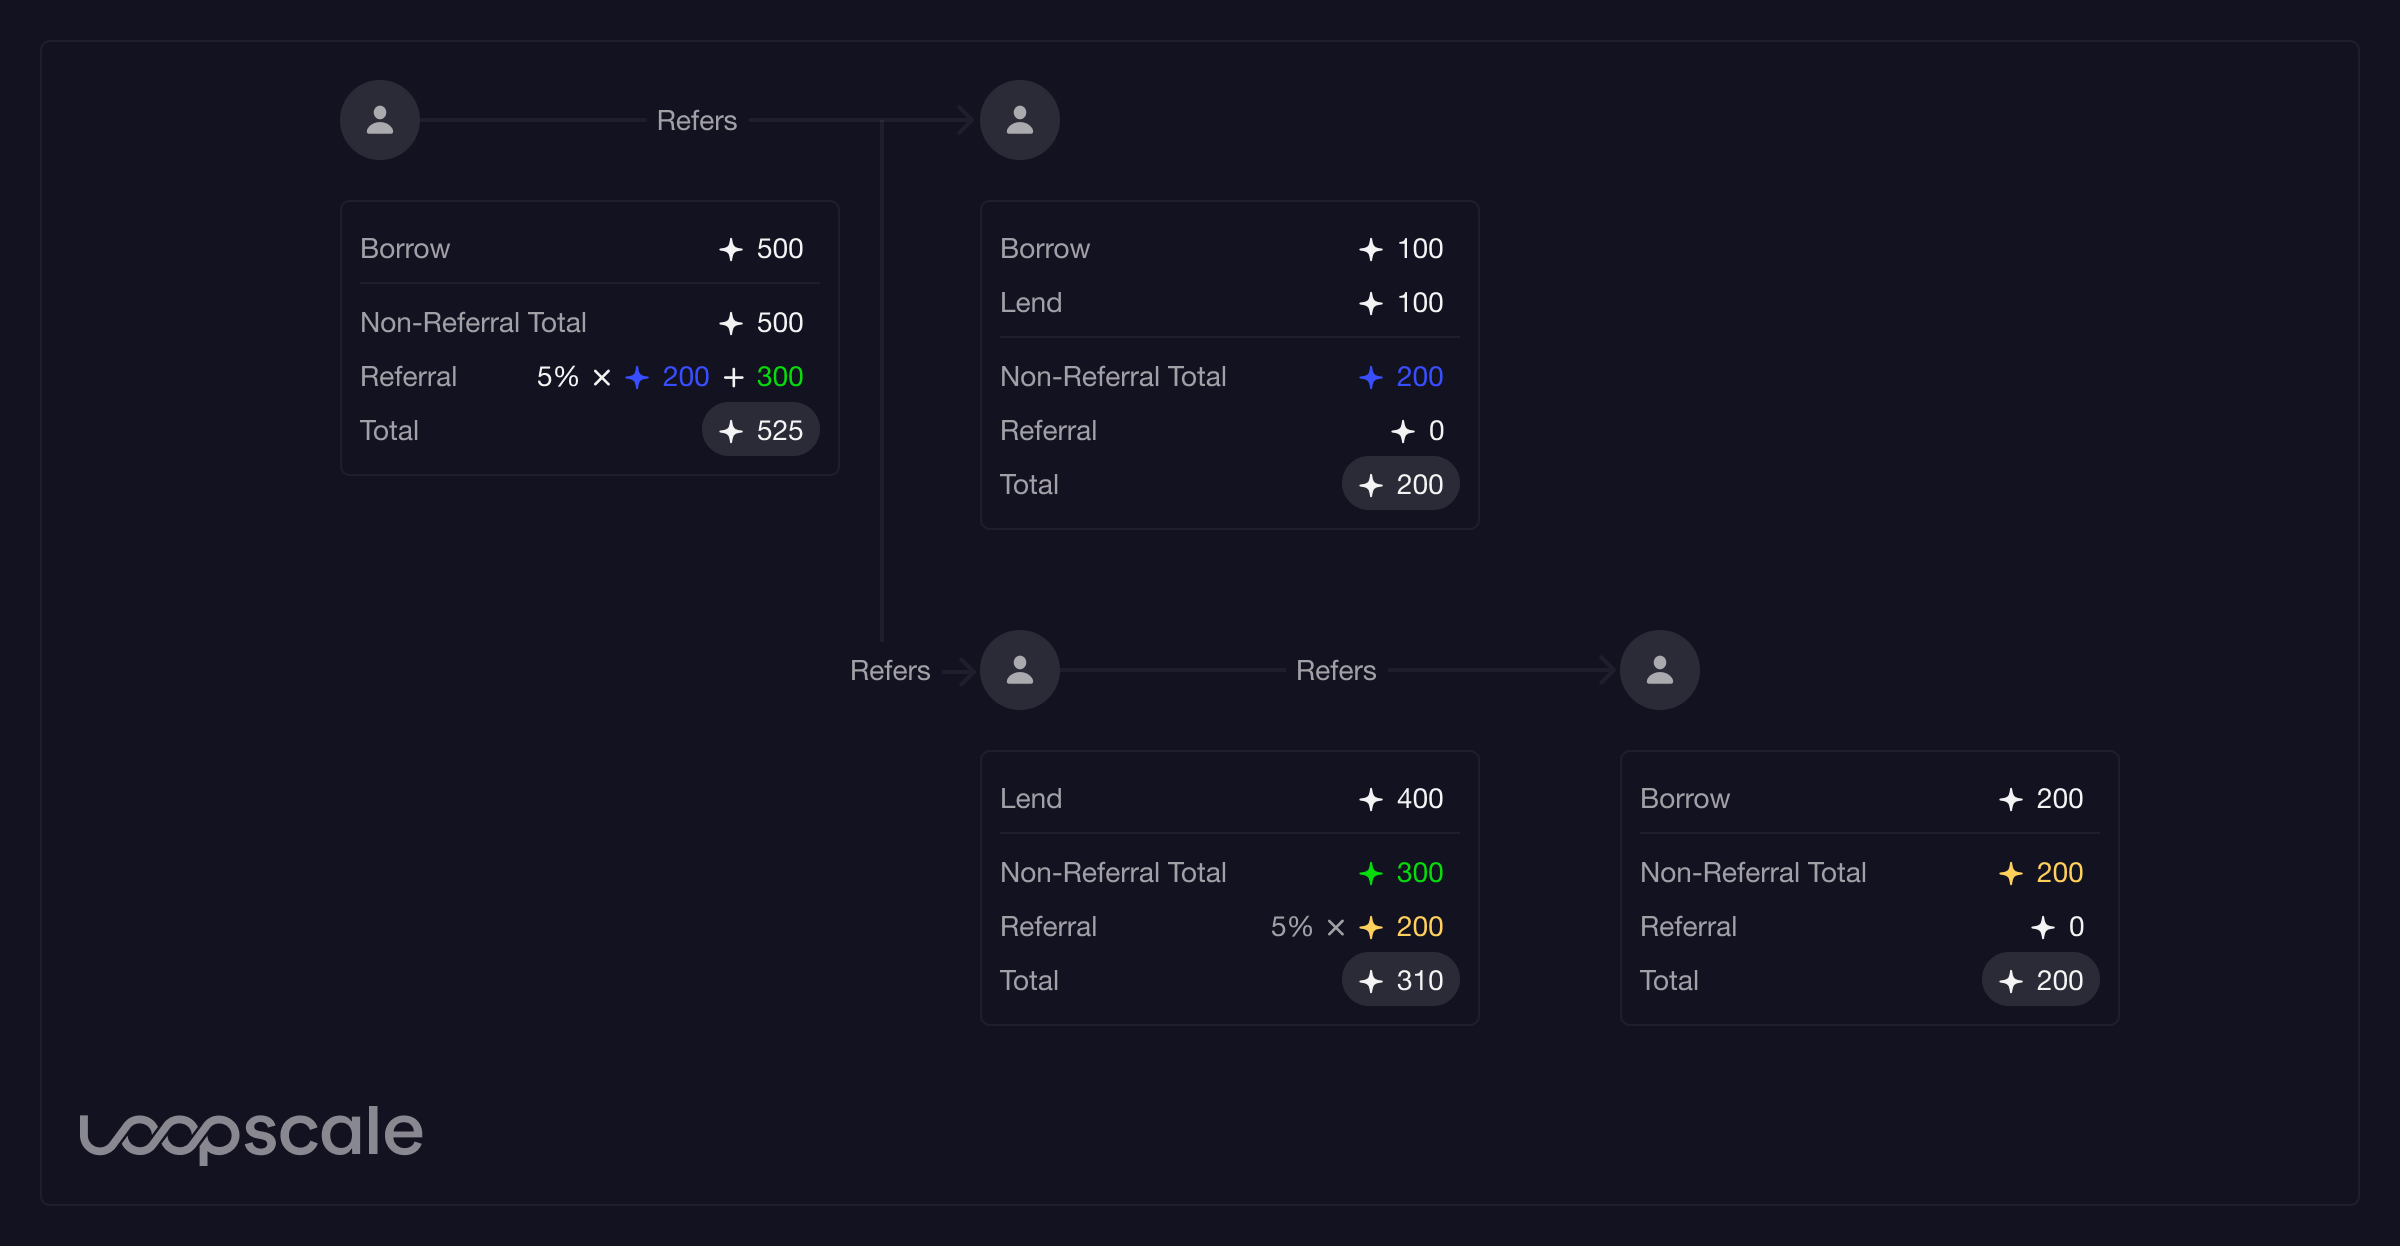 Refers
Borrow 500
Non-Referral Total 500
Referral 5% × 200 + 300
Total 525
Borrow 100
Lend 100
Non-Referral Total 200
Referral 0
Total 200
Refers
Refers
Lend 400
Non-Referral Total 300
Referral 5% × 200
Total 310
Borrow 200
Non-Referral Total 200
Referral 0
Total 200
loopscale